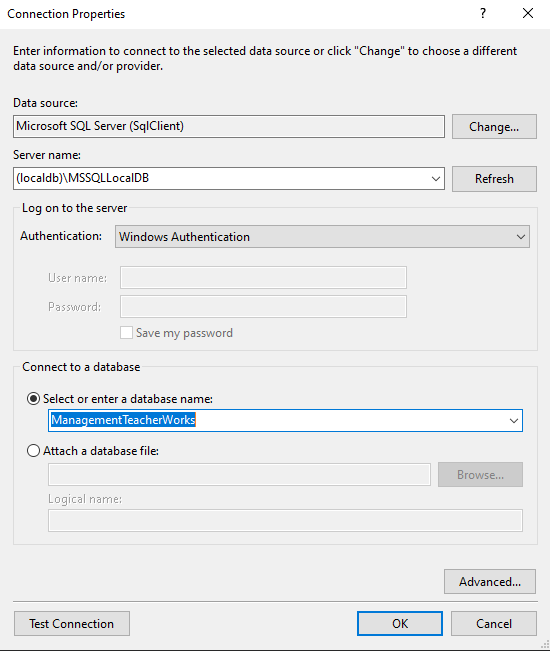 Connection Properties
?
Enter information to connect to the selected data source or click "Change" to choose a different
data source and/or provider.
Data source:
Microsoft SQL Server (SqlClient)
Change...
Server name:
(localdb)\MSSQLLocalDB
Refresh
Log on to the server
Authentication:
Windows Authentication
User name:
Password:
Save my password
Connect to a database
Select or enter a database name:
ManagementTeacherWorks
Attach a database file:
Browse...
Logical name:
Advanced...
Test Connection
OK
Cancel